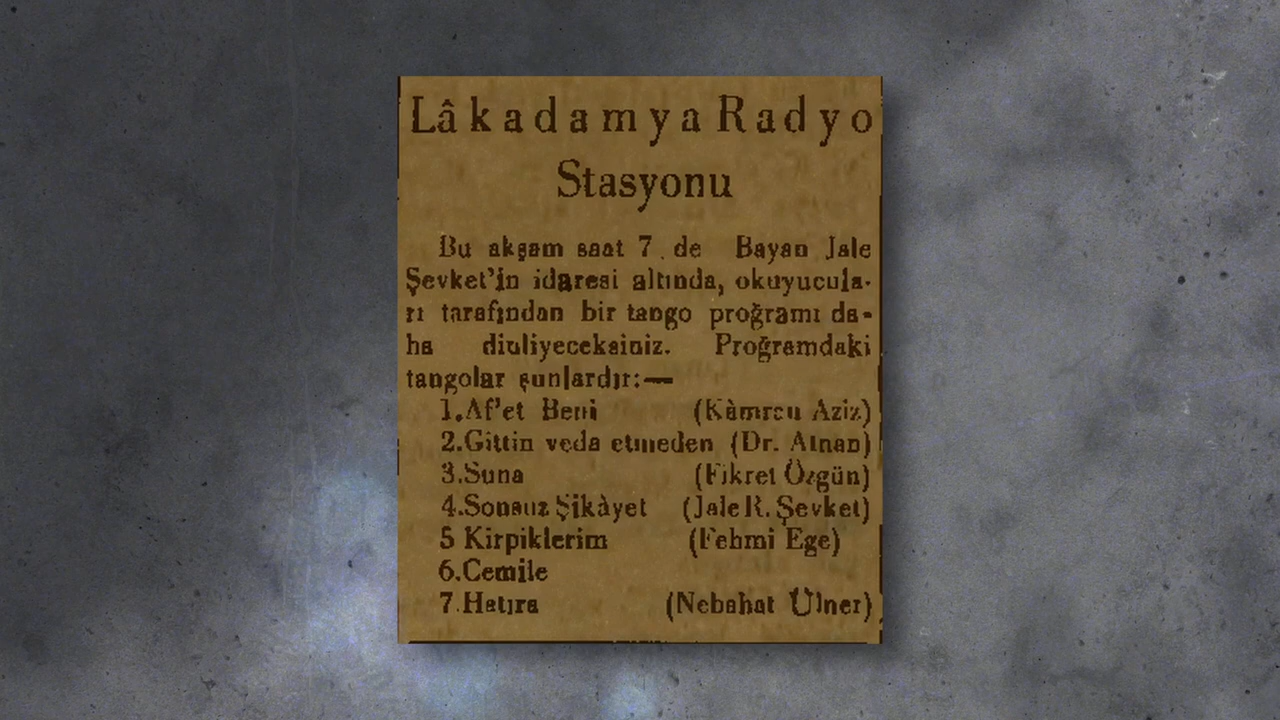 Lâkadamya Radyo
Stasyonu
Bu akşam saat 7 de Bayan Jale
Şevket'in idaresi altında, okuyucula-
rı tarafından bir tango proğramı da-
ha dinliyeceksiniz. Proğramdaki
tangolar şunlardır:—
1.Af'et Beni (Kâmran Aziz)
2.Gittin veda etmeden (Dr. Atnan)
3.Suna (Fikret Özgün)
4.Sonsuz Şikâyet (Jale R. Şevket)
5 Kirpiklerim (Fehmi Ege)
6.Cemile
7.Hatıra (Nebahat Ülner)